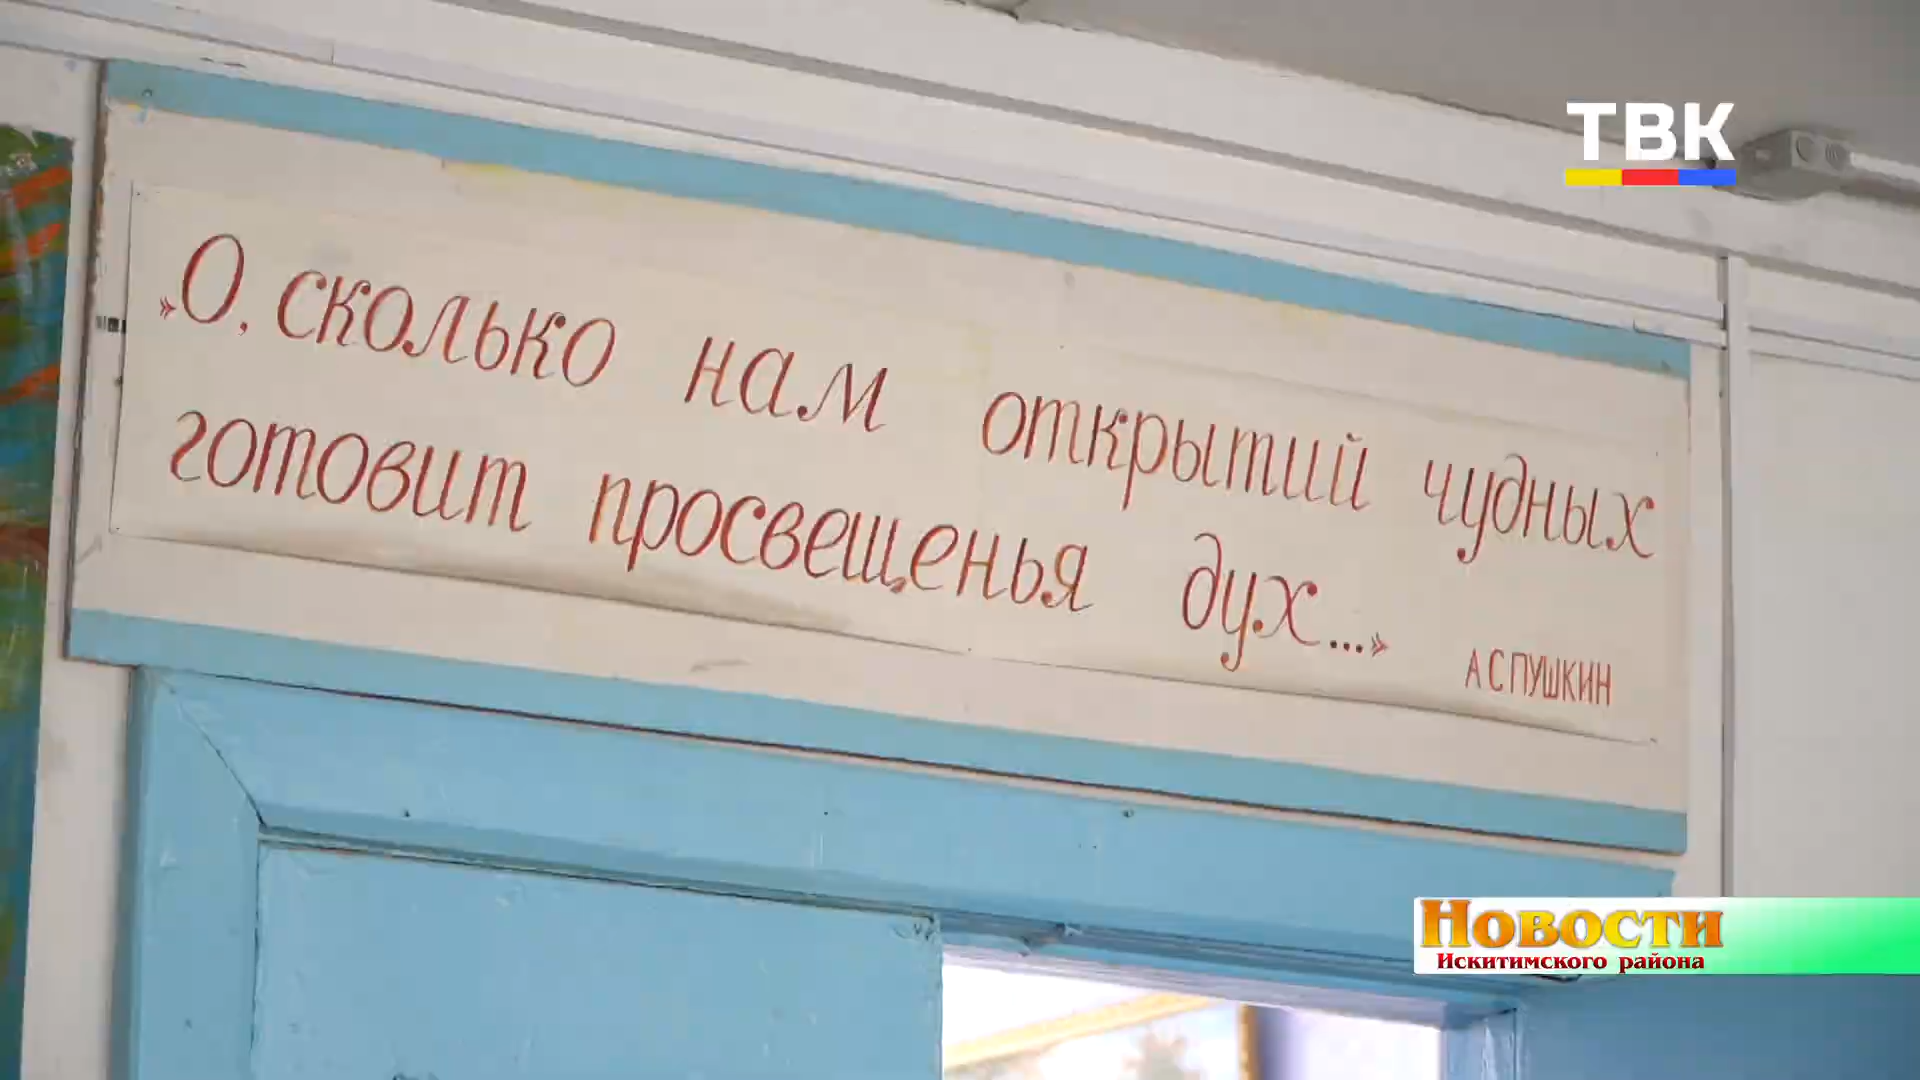 ТВК
»О, сколько нам открытий чудных
готовит просвещенья дух...»
А С ПУШКИН
Новости
Искитимского района